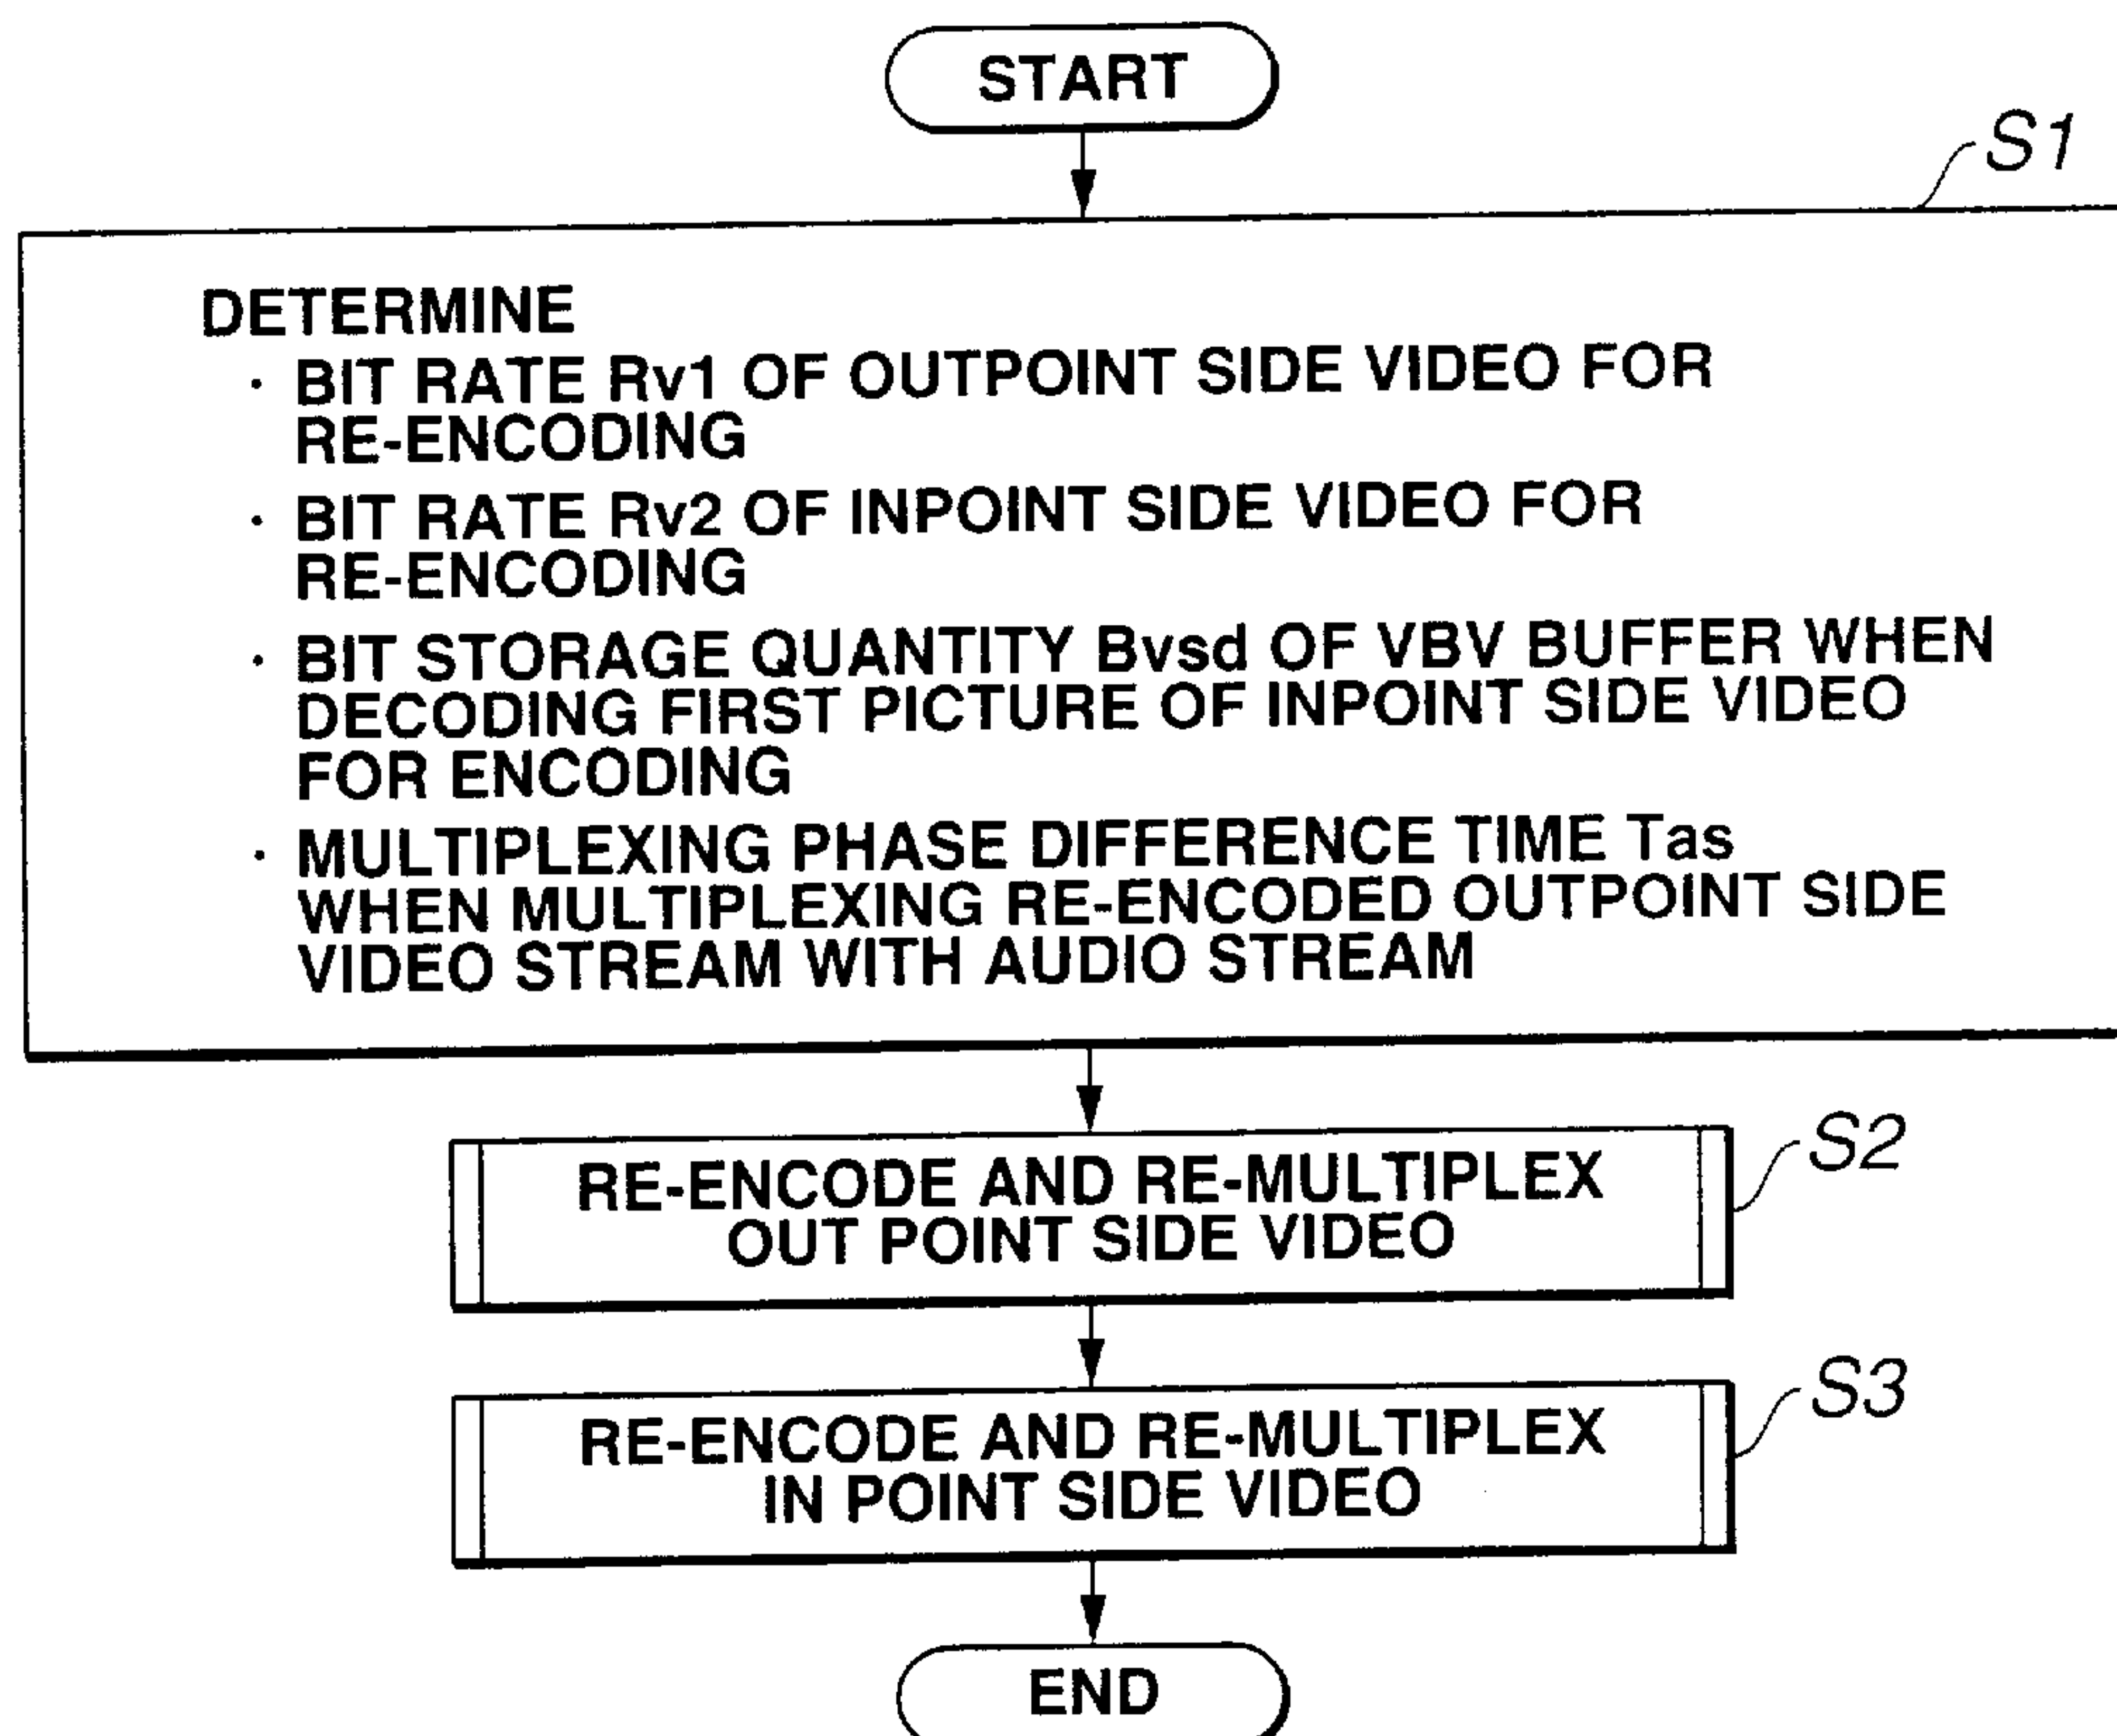 START
S1
DETERMINE
· BIT RATE Rv1 OF OUTPOINT SIDE VIDEO FOR
RE-ENCODING
· BIT RATE Rv2 OF INPOINT SIDE VIDEO FOR
RE-ENCODING
· BIT STORAGE QUANTITY Bvsd OF VBV BUFFER WHEN
DECODING FIRST PICTURE OF INPOINT SIDE VIDEO
FOR ENCODING
· MULTIPLEXING PHASE DIFFERENCE TIME Tas
WHEN MULTIPLEXING RE-ENCODED OUTPOINT SIDE
VIDEO STREAM WITH AUDIO STREAM
S2
RE-ENCODE AND RE-MULTIPLEX
OUT POINT SIDE VIDEO
S3
RE-ENCODE AND RE-MULTIPLEX
IN POINT SIDE VIDEO
END